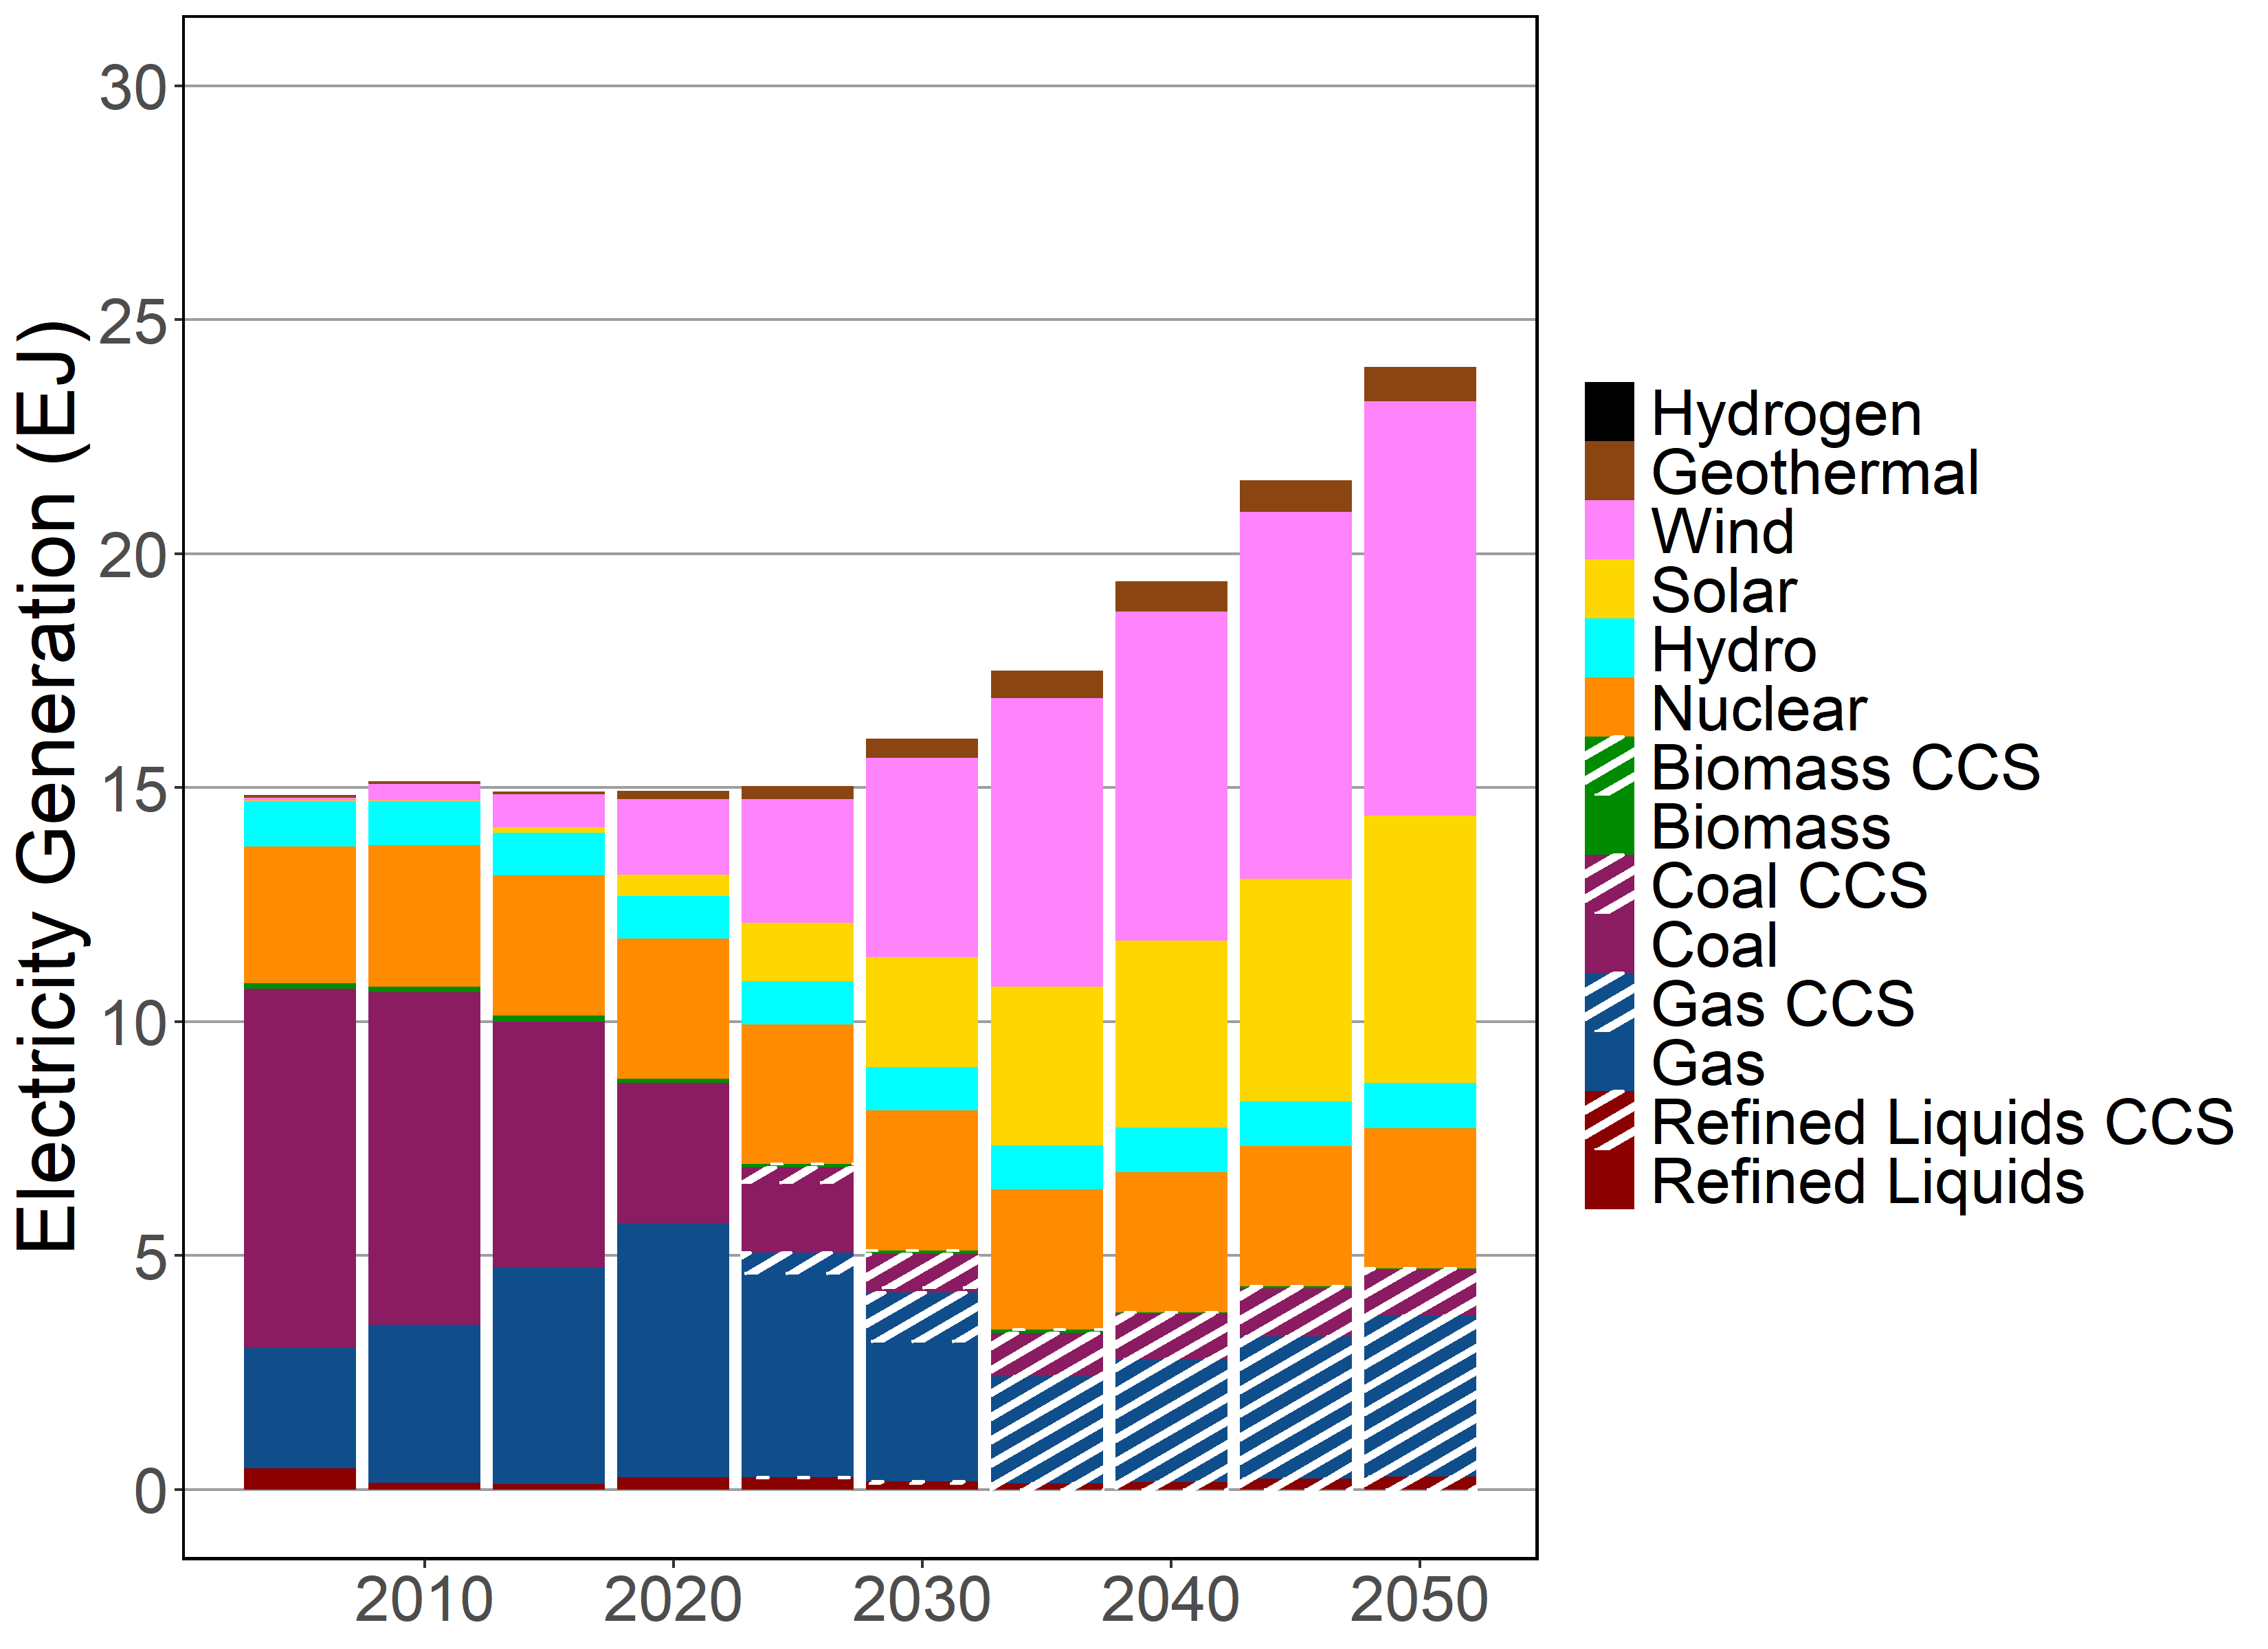 Electricity Generation (EJ)
30
25
20
15
10
5
0
2010
2020
2030
2040
2050
Hydrogen
Geothermal
Wind
Solar
Hydro
Nuclear
Biomass CCS
Biomass
Coal CCS
Coal
Gas CCS
Gas
Refined Liquids CCS
Refined Liquids